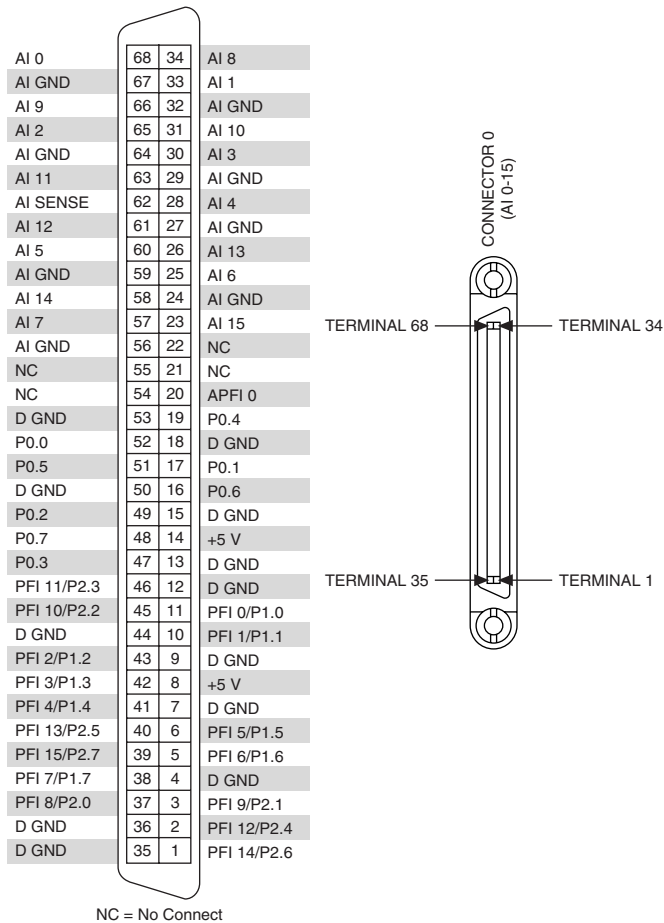 AI 0 68 34 AI 8
AI GND 67 33 AI 1
AI 9 66 32 AI GND
AI 2 65 31 AI 10
AI GND 64 30 AI 3
AI 11 63 29 AI GND
AI SENSE 62 28 AI 4
AI 12 61 27 AI GND
AI 5 60 26 AI 13
AI GND 59 25 AI 6
AI 14 58 24 AI GND
AI 7 57 23 AI 15
AI GND 56 22 NC
NC 55 21 NC
NC 54 20 APFI 0
D GND 53 19 P0.4
P0.0 52 18 D GND
P0.5 51 17 P0.1
D GND 50 16 P0.6
P0.2 49 15 D GND
P0.7 48 14 +5 V
P0.3 47 13 D GND
PFI 11/P2.3 46 12 D GND
PFI 10/P2.2 45 11 PFI 0/P1.0
D GND 44 10 PFI 1/P1.1
PFI 2/P1.2 43 9 D GND
PFI 3/P1.3 42 8 +5 V
PFI 4/P1.4 41 7 D GND
PFI 13/P2.5 40 6 PFI 5/P1.5
PFI 15/P2.7 39 5 PFI 6/P1.6
PFI 7/P1.7 38 4 D GND
PFI 8/P2.0 37 3 PFI 9/P2.1
D GND 36 2 PFI 12/P2.4
D GND 35 1 PFI 14/P2.6
NC = No Connect
CONNECTOR 0
(AI 0-15)
TERMINAL 68 TERMINAL 34
TERMINAL 35 TERMINAL 1